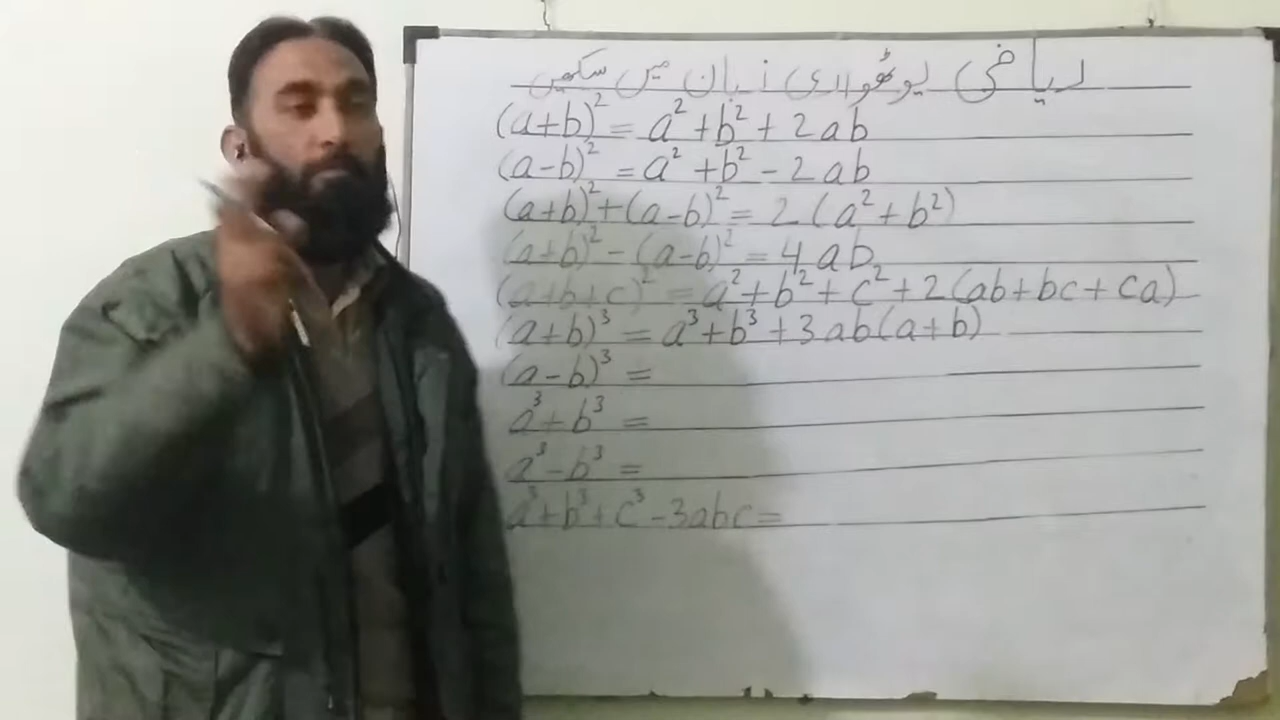 ریاضی پوٹھواری زبان میں سکھیں
(a+b)² = a² + b² + 2ab
(a-b)² = a² + b² - 2ab
(a+b)² + (a-b)² = 2(a² + b²)
(a+b)² - (a-b)² = 4ab
(a+b+c)² = a² + b² + c² + 2(ab+bc+ca)
(a+b)³ = a³ + b³ + 3ab(a+b)
(a-b)³ =
a³ + b³ =
a³ - b³ =
a³ + b³ + c³ - 3abc =